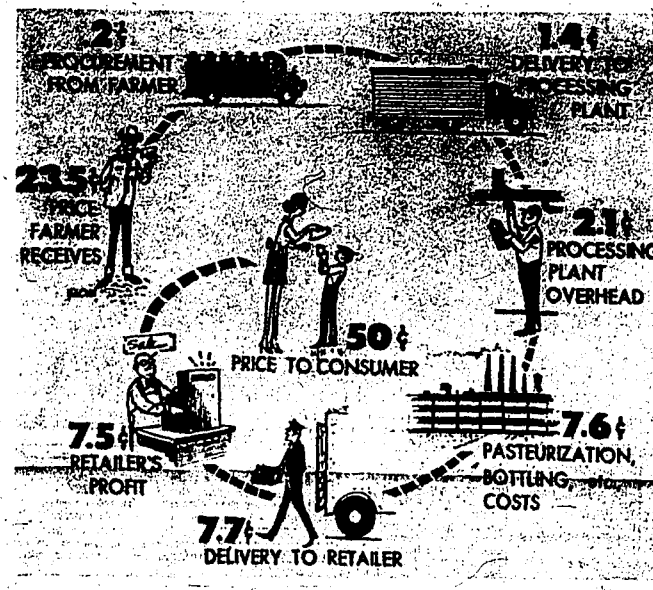 2¢
PROCUREMENT
FROM FARMER
1.4¢
DELIVERY TO
PROCESSING
PLANT
23.5¢
PRICE
FARMER
RECEIVES
2.1¢
PROCESSING
PLANT
OVERHEAD
50¢
PRICE TO CONSUMER
Sale
7.5¢
RETAILER'S
PROFIT
7.6¢
PASTEURIZATION,
BOTTLING, etc.
COSTS
7.7¢
DELIVERY TO RETAILER